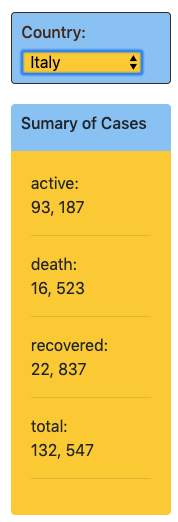 Country:
Italy
Sumary of Cases
active:
93, 187
death:
16, 523
recovered:
22, 837
total:
132, 547